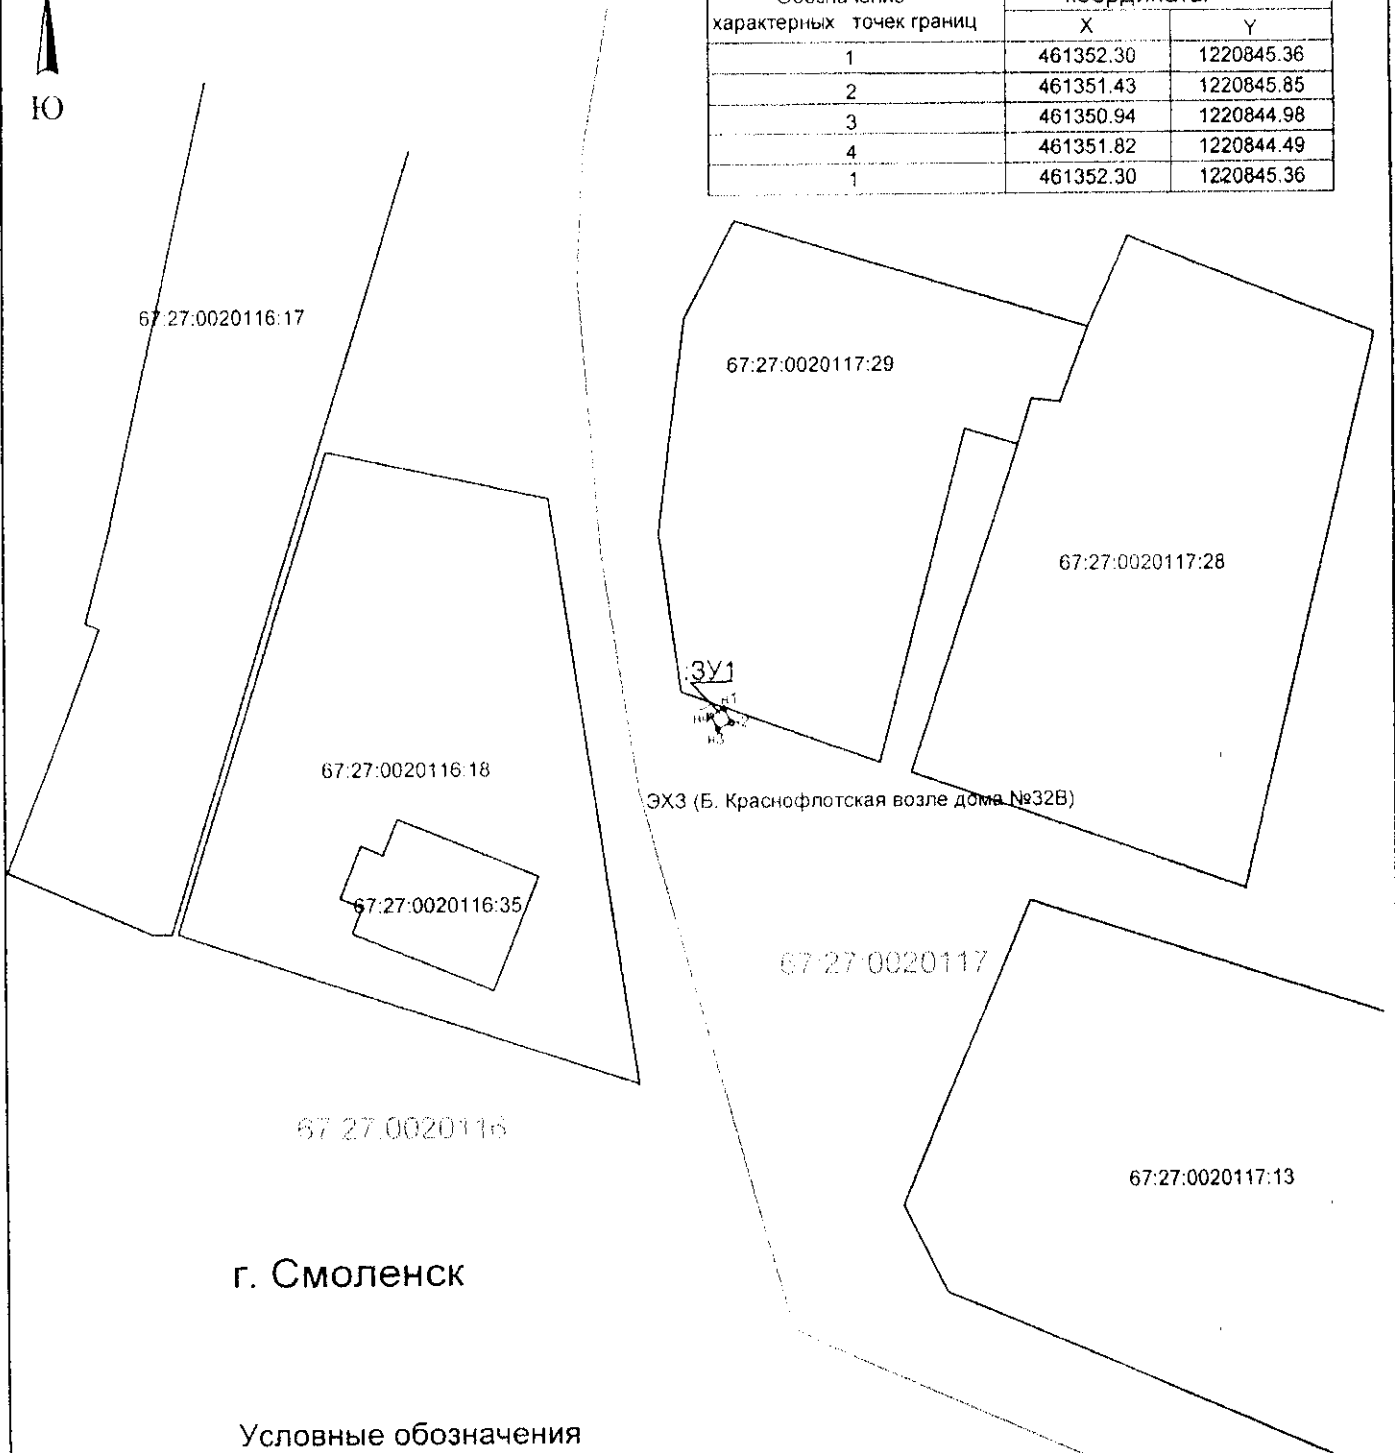 характерных точек границ X Y
1 461352.30 1220845.36
2 461351.43 1220845.85
3 461350.94 1220844.98
4 461351.82 1220844.49
1 461352.30 1220845.36
Ю
67:27:0020116:17
67:27:0020117:29
67:27:0020117:28
:ЗУ1
н1
н3
67:27:0020116:18
ЭХЗ (Б. Краснофлотская возле дома №32В)
67:27:0020116:35
67:27:0020117
67:27:0020116
67:27:0020117:13
г. Смоленск
Условные обозначения